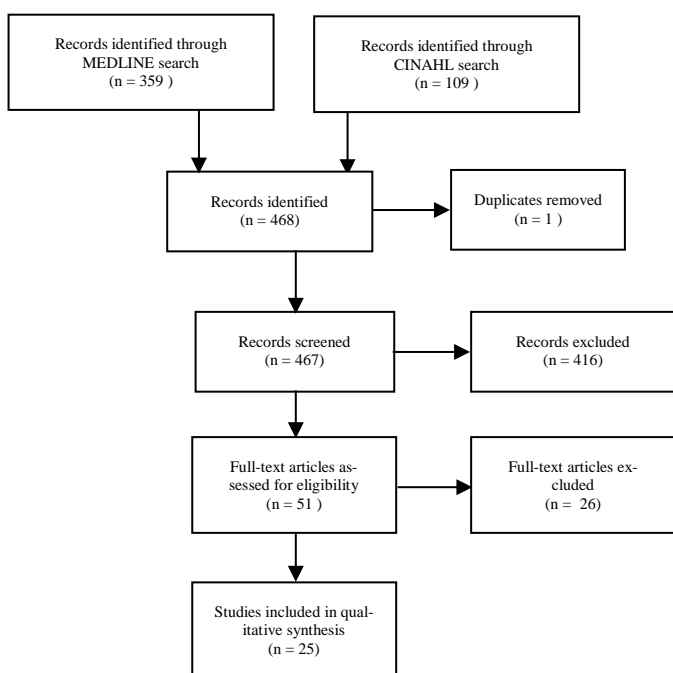 Records identified through
MEDLINE search
(n = 359 )
Records identified through
CINAHL search
(n = 109 )
Records identified
(n = 468)
Duplicates removed
(n = 1 )
Records screened
(n = 467)
Records excluded
(n = 416)
Full-text articles as-
sessed for eligibility
(n = 51 )
Full-text articles ex-
cluded
(n =  26)
Studies included in qual-
itative synthesis
(n = 25)